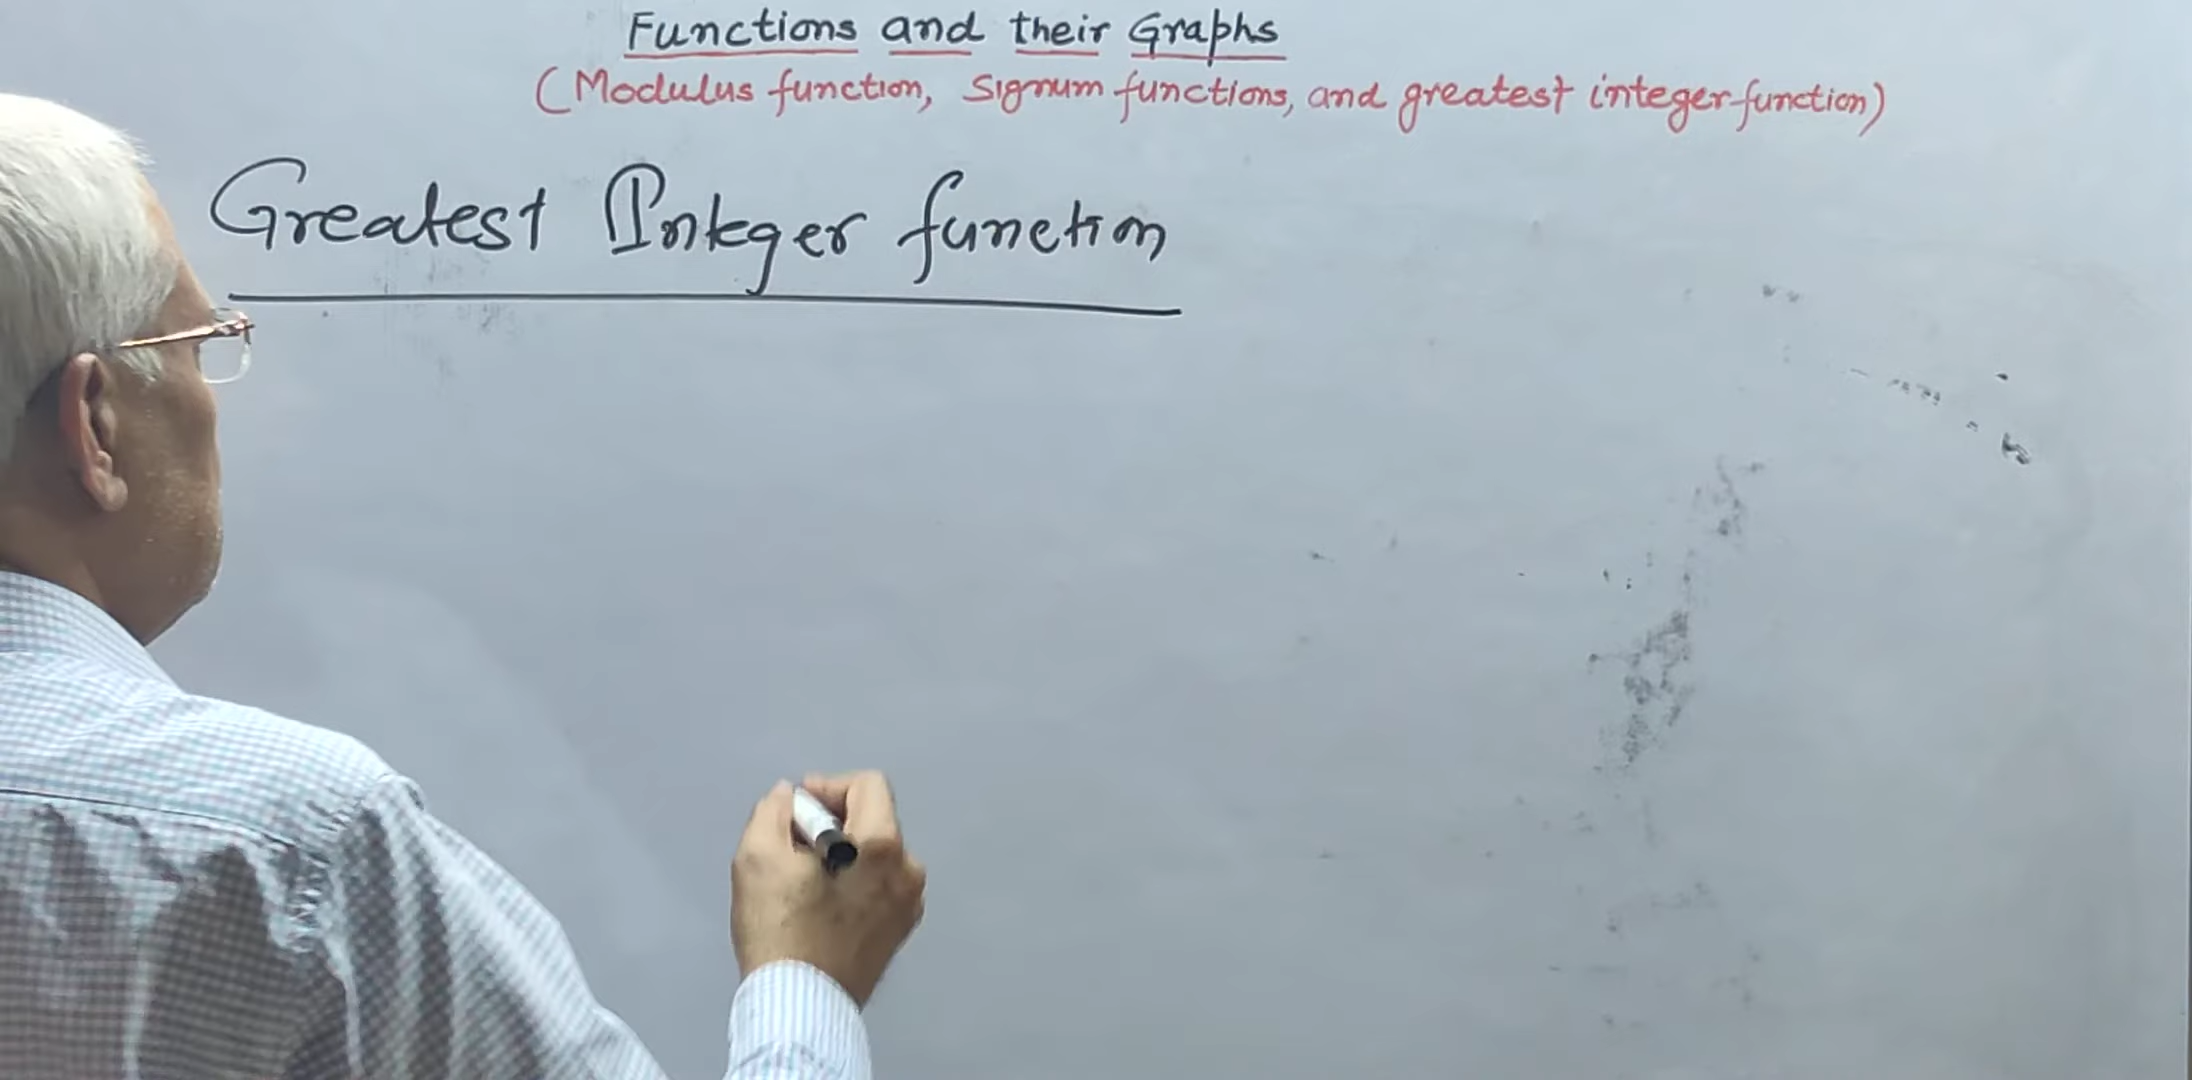 Functions and their Graphs
(Modulus function, Signum functions, and greatest integer function)
Greatest Integer function